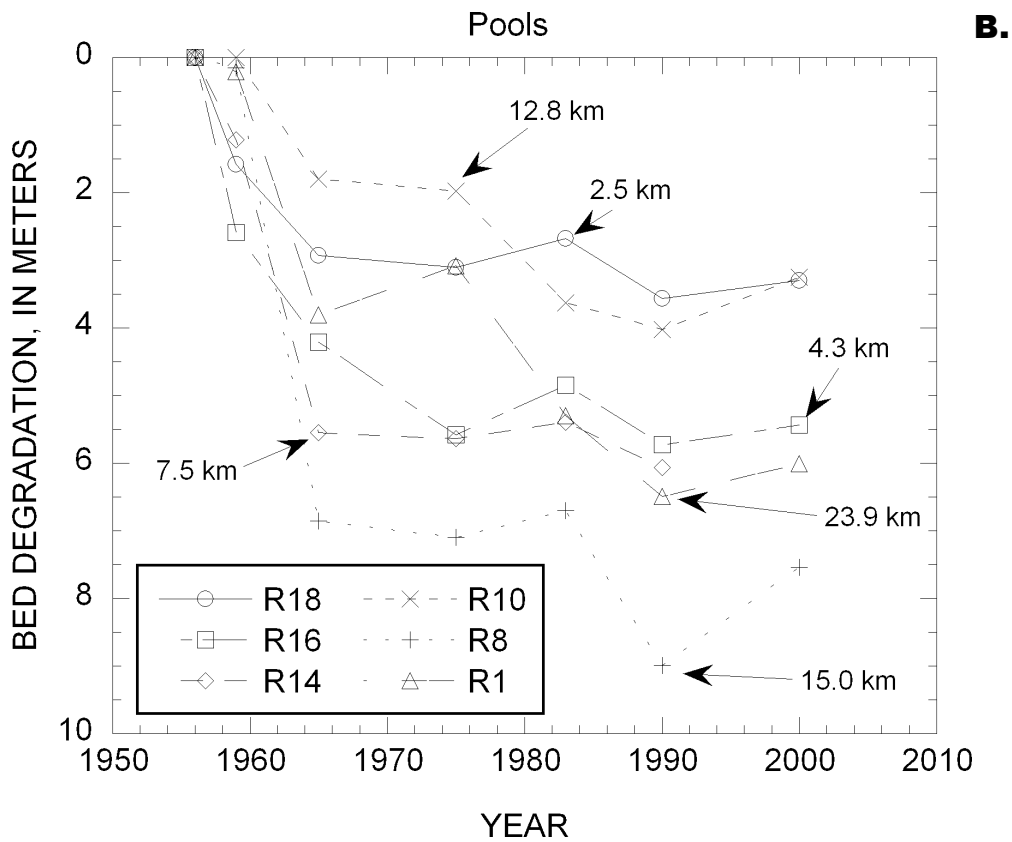 Pools
B.
BED DEGRADATION, IN METERS
0
2
4
6
8
10
12.8 km
2.5 km
4.3 km
7.5 km
23.9 km
15.0 km
R18
R10
R16
R8
R14
R1
1950
1960
1970
1980
1990
2000
2010
YEAR